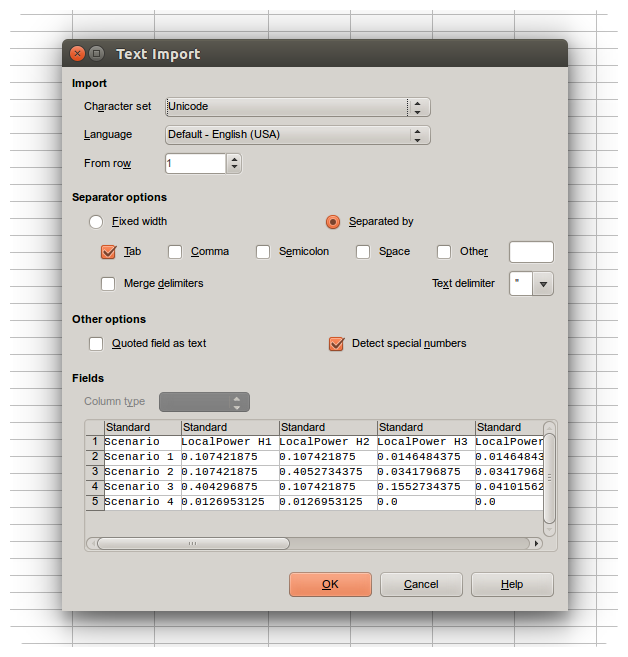 Text Import
Import
Character set Unicode
Language Default - English (USA)
From row 1
Separator options
Fixed width Separated by
Tab Comma Semicolon Space Other
Merge delimiters Text delimiter "
Other options
Quoted field as text Detect special numbers
Fields
Column type
Standard Standard Standard Standard Standard
1 Scenario LocalPower H1 LocalPower H2 LocalPower H3 LocalPower
2 Scenario 1 0.107421875 0.107421875 0.0146484375 0.01464843
3 Scenario 2 0.107421875 0.4052734375 0.0341796875 0.03417968
4 Scenario 3 0.404296875 0.107421875 0.1552734375 0.04101562
5 Scenario 4 0.0126953125 0.0126953125 0.0 0.0
OK Cancel Help